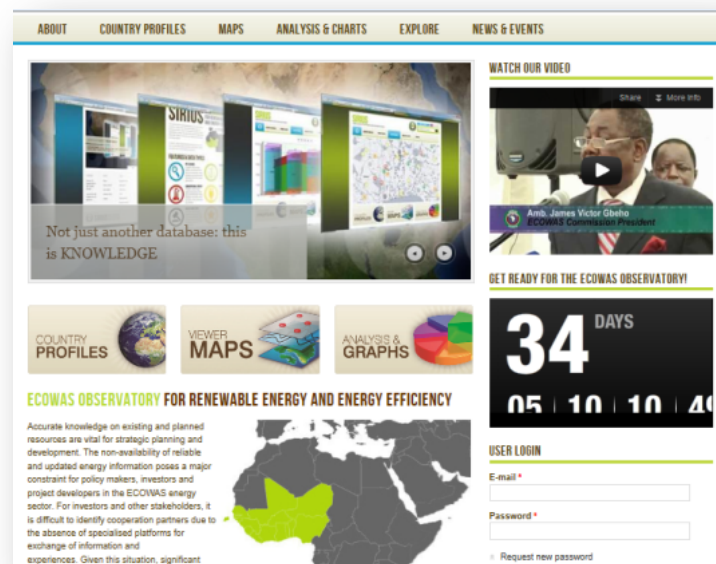 ABOUT COUNTRY PROFILES MAPS ANALYSIS & CHARTS EXPLORE NEWS & EVENTS
SIRIUS
Not just another database: this
is KNOWLEDGE
COUNTRY
PROFILES
VIEWER
MAPS
ANALYSIS &
GRAPHS
ECOWAS OBSERVATORY FOR RENEWABLE ENERGY AND ENERGY EFFICIENCY
Accurate knowledge on existing and planned
resources are vital for strategic planning and
development. The non-availability of reliable
and updated energy information poses a major
constraint for policy makers, investors and
project developers in the ECOWAS energy
sector. For investors and other stakeholders, it
is difficult to identify cooperation partners due to
the absence of specialised platforms for
exchange of information and
experiences. Given this situation, significant
WATCH OUR VIDEO
Share More Info
Amb. James Victor Gbeho
ECOWAS Commission President
GET READY FOR THE ECOWAS OBSERVATORY!
34 DAYS
05 10 10 49
USER LOGIN
E-mail *
Password *
Request new password